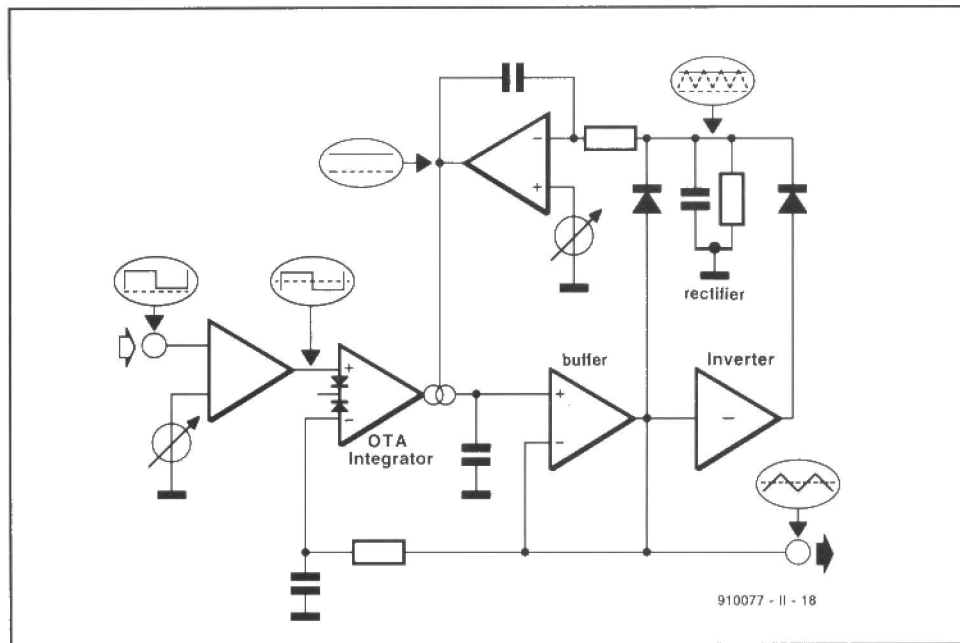 rectifier
buffer
Inverter
OTA
Integrator
910077 - II - 18